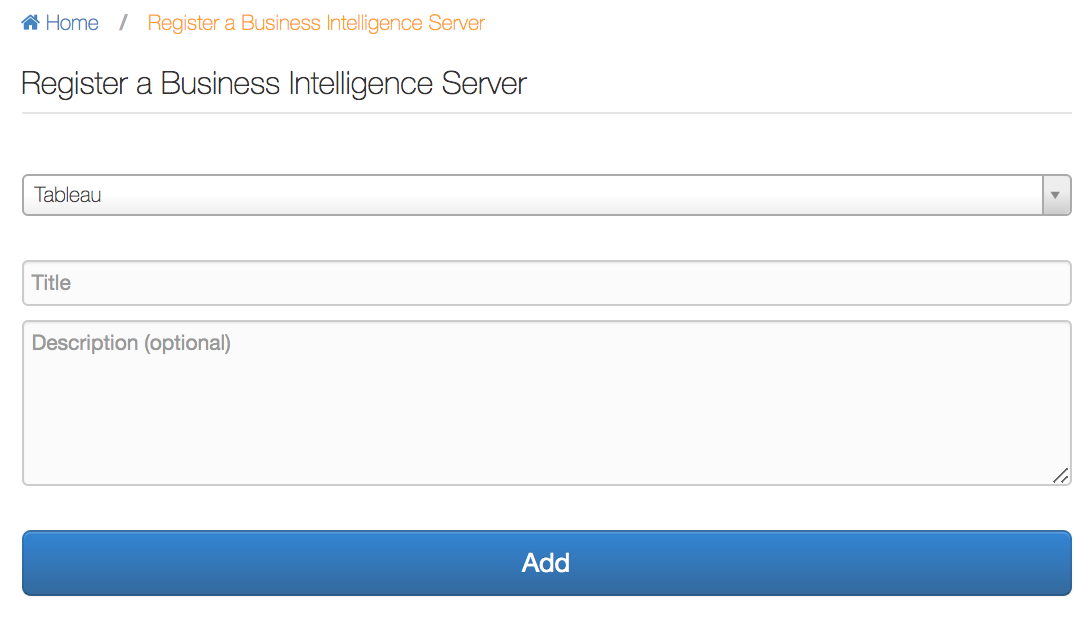 Home / Register a Business Intelligence Server
Register a Business Intelligence Server
Tableau
Title
Description (optional)
Add